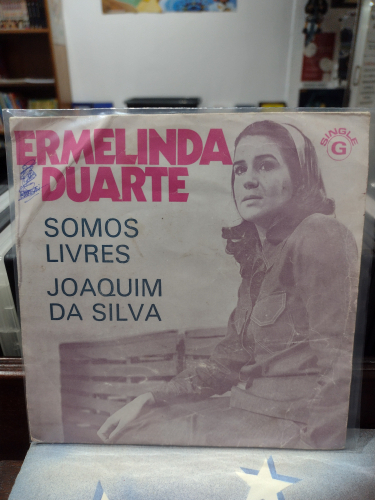 ERMELINDA
DUARTE
SOMOS
LIVRES
JOAQUIM
DA SILVA
SINGLE
G